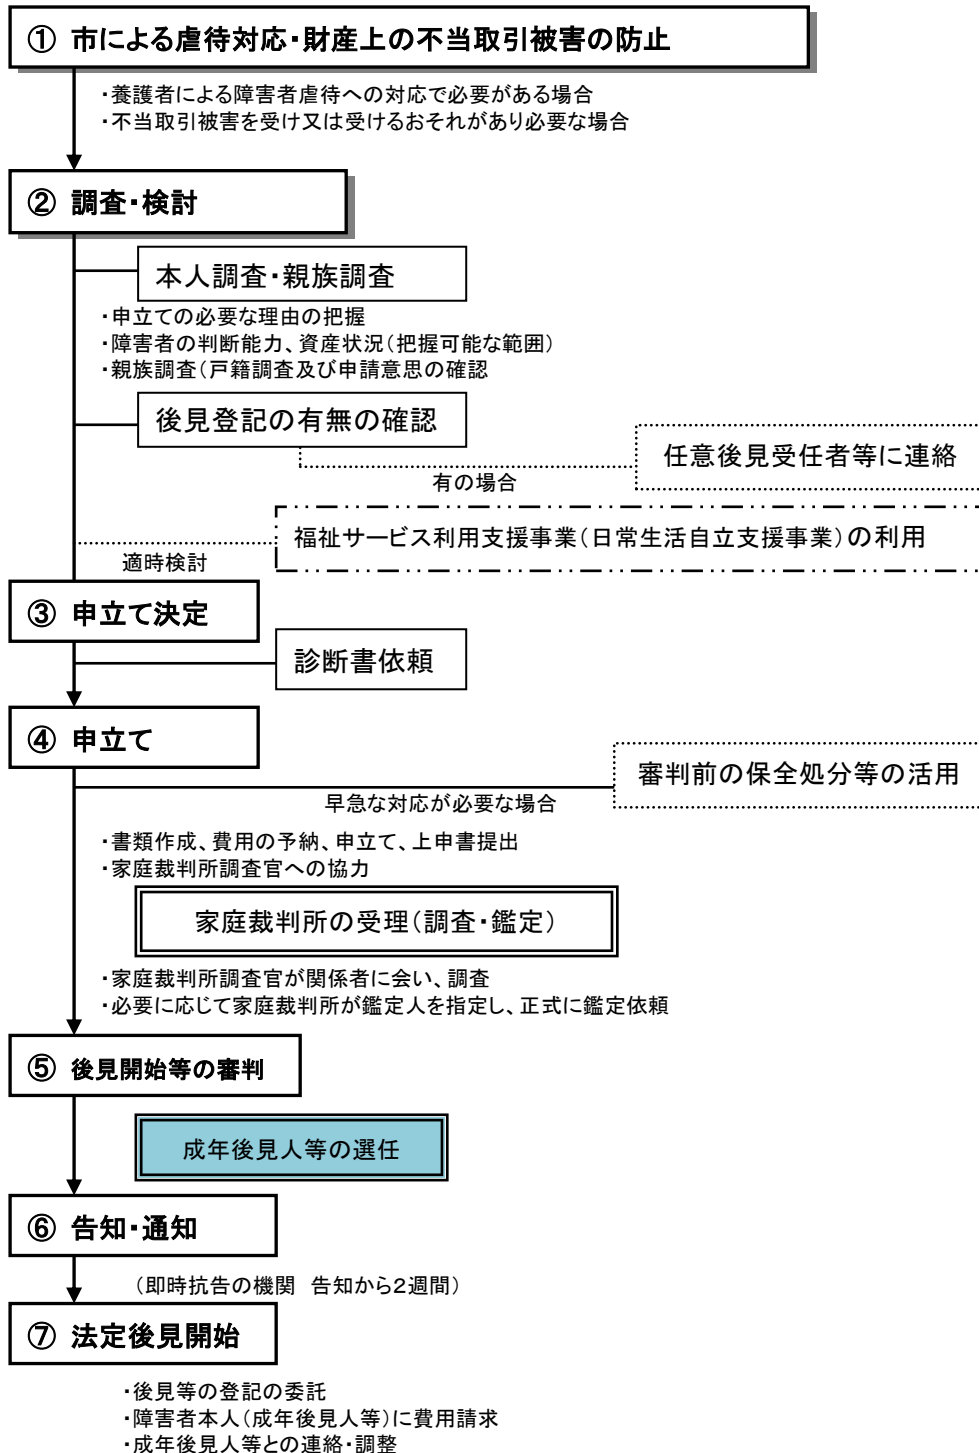 ① 市による虐待対応・財産上の不当取引被害の防止
・養護者による障害者虐待への対応で必要がある場合
・不当取引被害を受け又は受けるおそれがあり必要な場合
② 調査・検討
本人調査・親族調査
・申立ての必要な理由の把握
・障害者の判断能力、資産状況（把握可能な範囲）
・親族調査（戸籍調査及び申請意思の確認
後見登記の有無の確認
任意後見受任者等に連絡
有の場合
福祉サービス利用支援事業（日常生活自立支援事業）の利用
適時検討
③ 申立て決定
診断書依頼
④ 申立て
審判前の保全処分等の活用
早急な対応が必要な場合
・書類作成、費用の予納、申立て、上申書提出
・家庭裁判所調査官への協力
家庭裁判所の受理（調査・鑑定）
・家庭裁判所調査官が関係者に会い、調査
・必要に応じて家庭裁判所が鑑定人を指定し、正式に鑑定依頼
⑤ 後見開始等の審判
成年後見人等の選任
⑥ 告知・通知
（即時抗告の機関　告知から２週間）
⑦ 法定後見開始
・後見等の登記の委託
・障害者本人（成年後見人等）に費用請求
・成年後見人等との連絡・調整